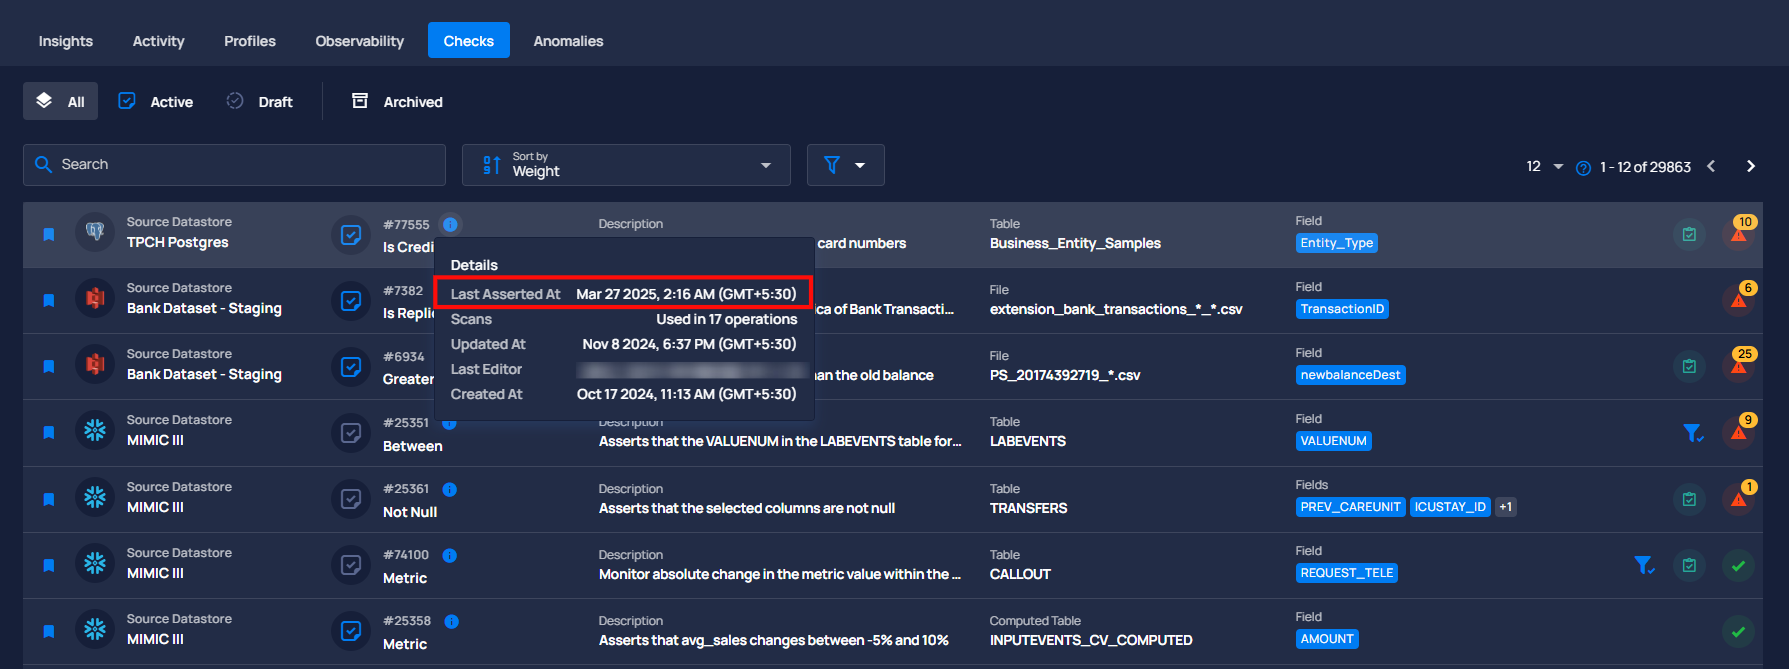 Insights Activity Profiles Observability Checks Anomalies
All Active Draft Archived
Search
Sort by
Weight
12 1 - 12 of 29863
Source Datastore
TPCH Postgres
#77555
Is Credi
Description
card numbers
Table
Business_Entity_Samples
Field
Entity_Type
10
Details
Last Asserted At Mar 27 2025, 2:16 AM (GMT+5:30)
Scans Used in 17 operations
Updated At Nov 8 2024, 6:37 PM (GMT+5:30)
Last Editor
Created At Oct 17 2024, 11:13 AM (GMT+5:30)
Source Datastore
Bank Dataset - Staging
#7382
Is Replic
ica of Bank Transacti...
File
extension_bank_transactions_*_*.csv
Field
TransactionID
6
Source Datastore
Bank Dataset - Staging
#6934
Greater
an the old balance
File
PS_20174392719_*.csv
Field
newbalanceDest
25
Source Datastore
MIMIC III
#25351
Between
Description
Asserts that the VALUENUM in the LABEVENTS table for...
Table
LABEVENTS
Field
VALUENUM
9
Source Datastore
MIMIC III
#25361
Not Null
Description
Asserts that the selected columns are not null
Table
TRANSFERS
Fields
PREV_CAREUNIT ICUSTAY_ID +1
1
Source Datastore
MIMIC III
#74100
Metric
Description
Monitor absolute change in the metric value within the ...
Table
CALLOUT
Field
REQUEST_TELE
Source Datastore
MIMIC III
#25358
Metric
Description
Asserts that avg_sales changes between -5% and 10%
Computed Table
INPUTEVENTS_CV_COMPUTED
Field
AMOUNT